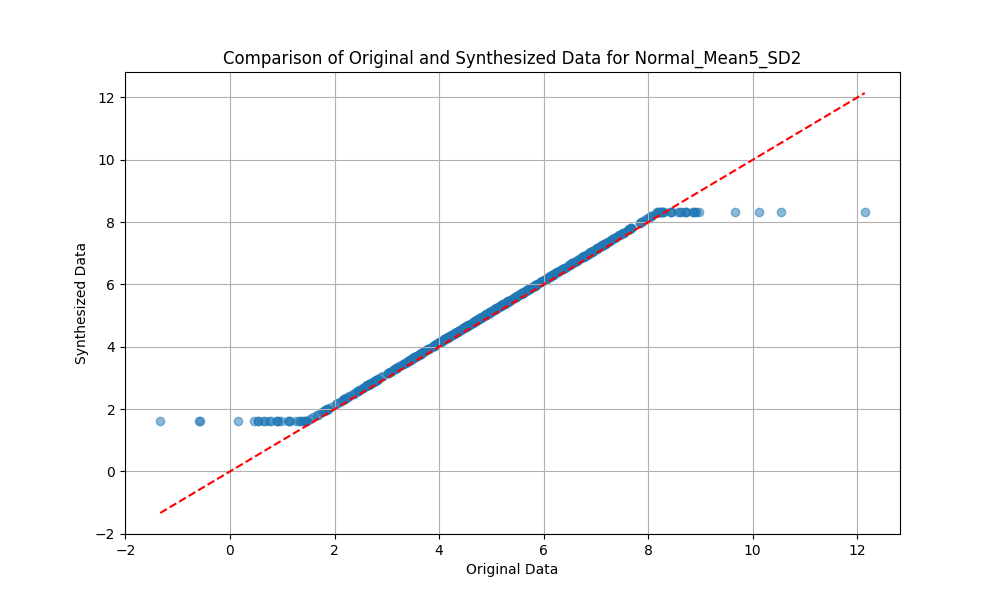 Comparison of Original and Synthesized Data for Normal_Mean5_SD2
12
10
8
6
4
2
0
−2
Synthesized Data
−2 0 2 4 6 8 10 12
Original Data